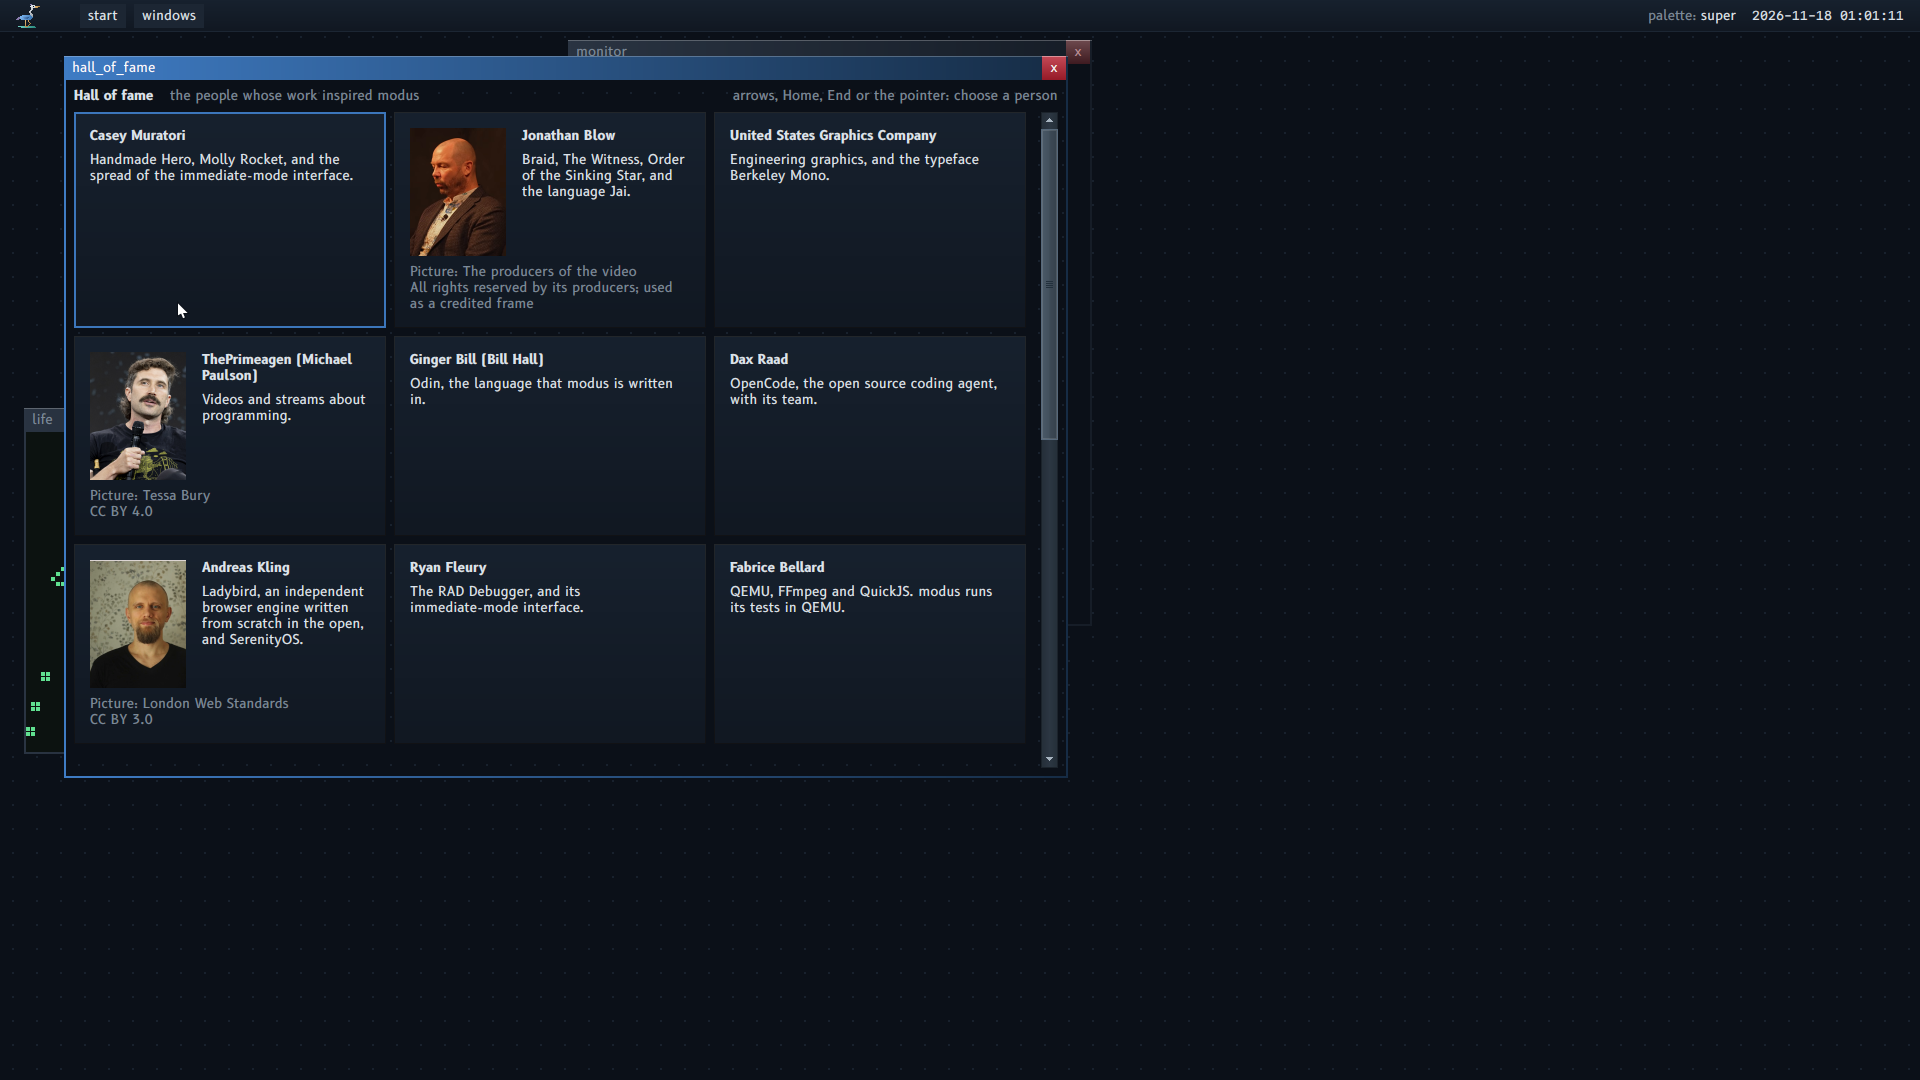 start windows palette: super 2026-11-18 01:01:11
monitor x
hall_of_fame x
Hall of fame the people whose work inspired modus arrows, Home, End or the pointer: choose a person
Casey Muratori
Handmade Hero, Molly Rocket, and the
spread of the immediate-mode interface.
Jonathan Blow
Braid, The Witness, Order
of the Sinking Star, and
the language Jai.
Picture: The producers of the video
All rights reserved by its producers; used
as a credited frame
United States Graphics Company
Engineering graphics, and the typeface
Berkeley Mono.
ThePrimeagen (Michael
Paulson)
Videos and streams about
programming.
Picture: Tessa Bury
CC BY 4.0
Ginger Bill (Bill Hall)
Odin, the language that modus is written
in.
Dax Raad
OpenCode, the open source coding agent,
with its team.
life
Andreas Kling
Ladybird, an independent
browser engine written
from scratch in the open,
and SerenityOS.
Picture: London Web Standards
CC BY 3.0
Ryan Fleury
The RAD Debugger, and its
immediate-mode interface.
Fabrice Bellard
QEMU, FFmpeg and QuickJS. modus runs
its tests in QEMU.